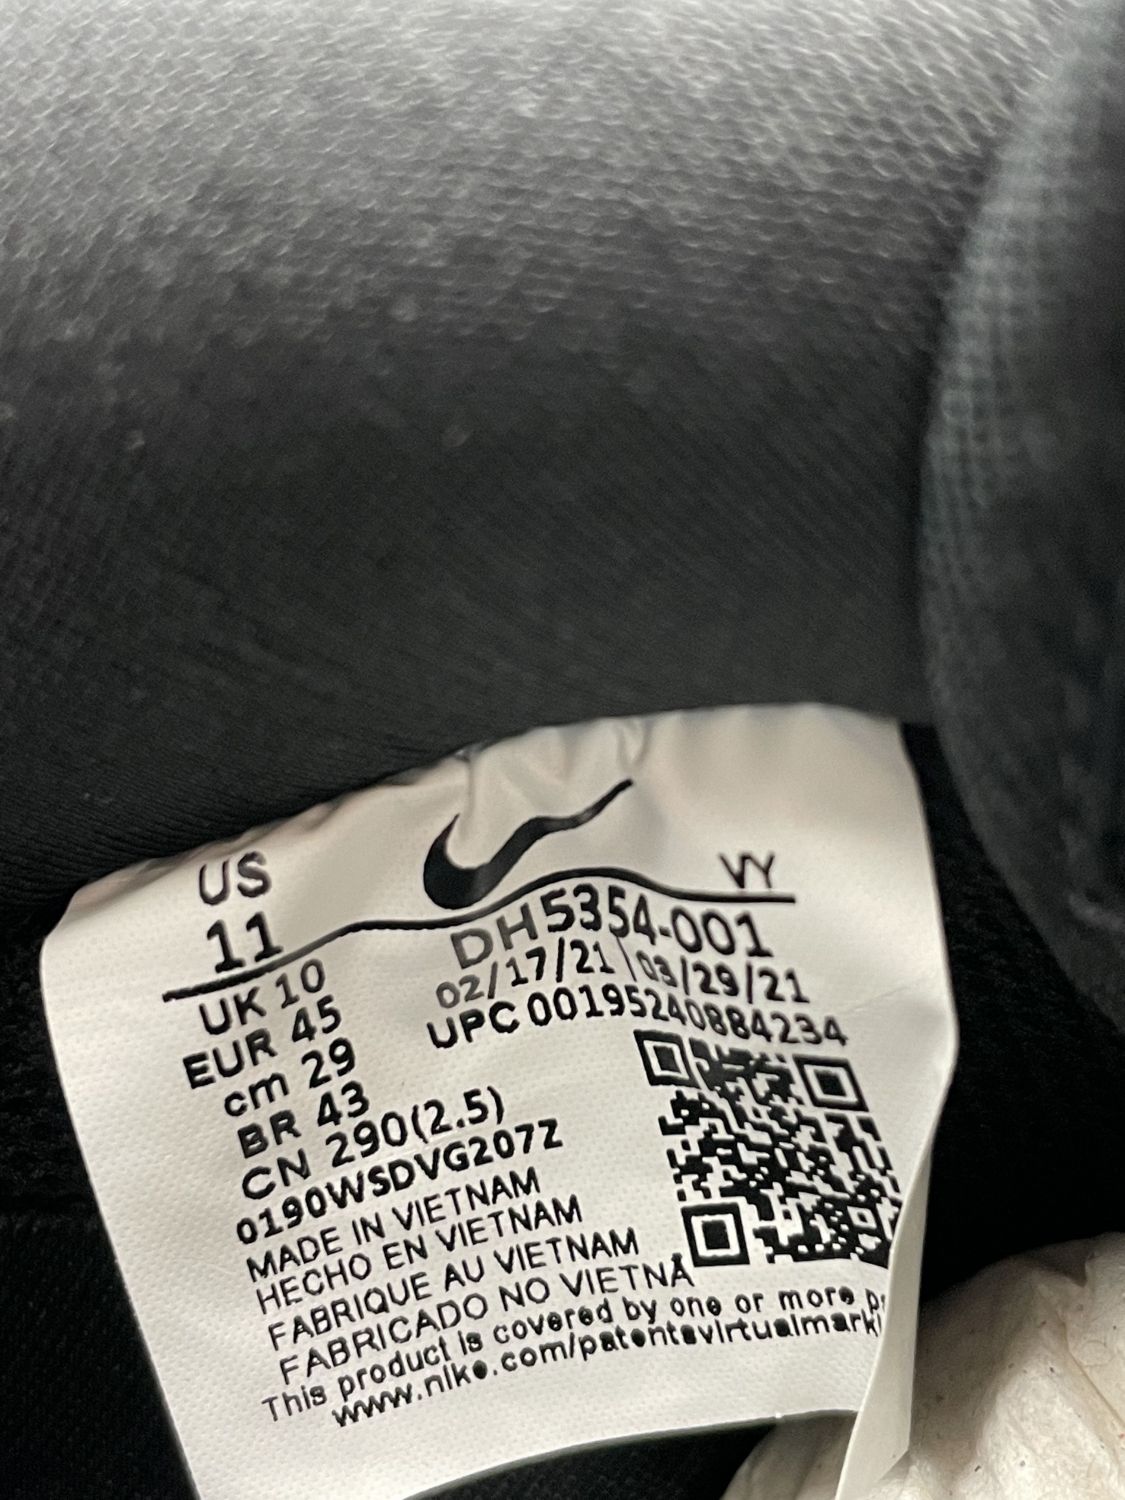 US
11
VY
DH5354-001
02/17/21 03/29/21
UPC 00195240884234
UK 10
EUR 45
cm 29
BR 43
CN 290(2.5)
0190WSDVG207Z
MADE IN VIETNAM
HECHO EN VIETNAM
FABRIQUE AU VIETNAM
FABRICADO NO VIETNA
This product is covered by one or more p
www.nike.com/patentsvirtualmarki